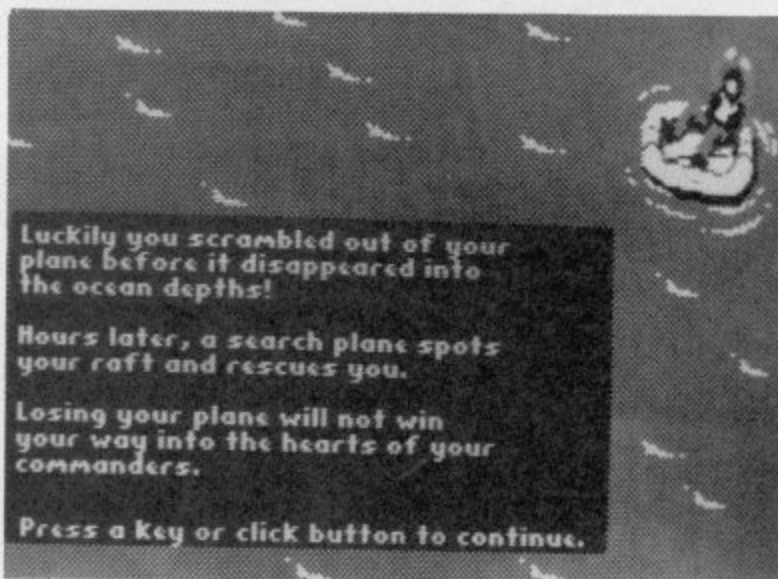 Luckily you scrambled out of your
plane before it disappeared into
the ocean depths!
Hours later, a search plane spots
your raft and rescues you.
Losing your plane will not win
your way into the hearts of your
commanders.
Press a key or click button to continue.